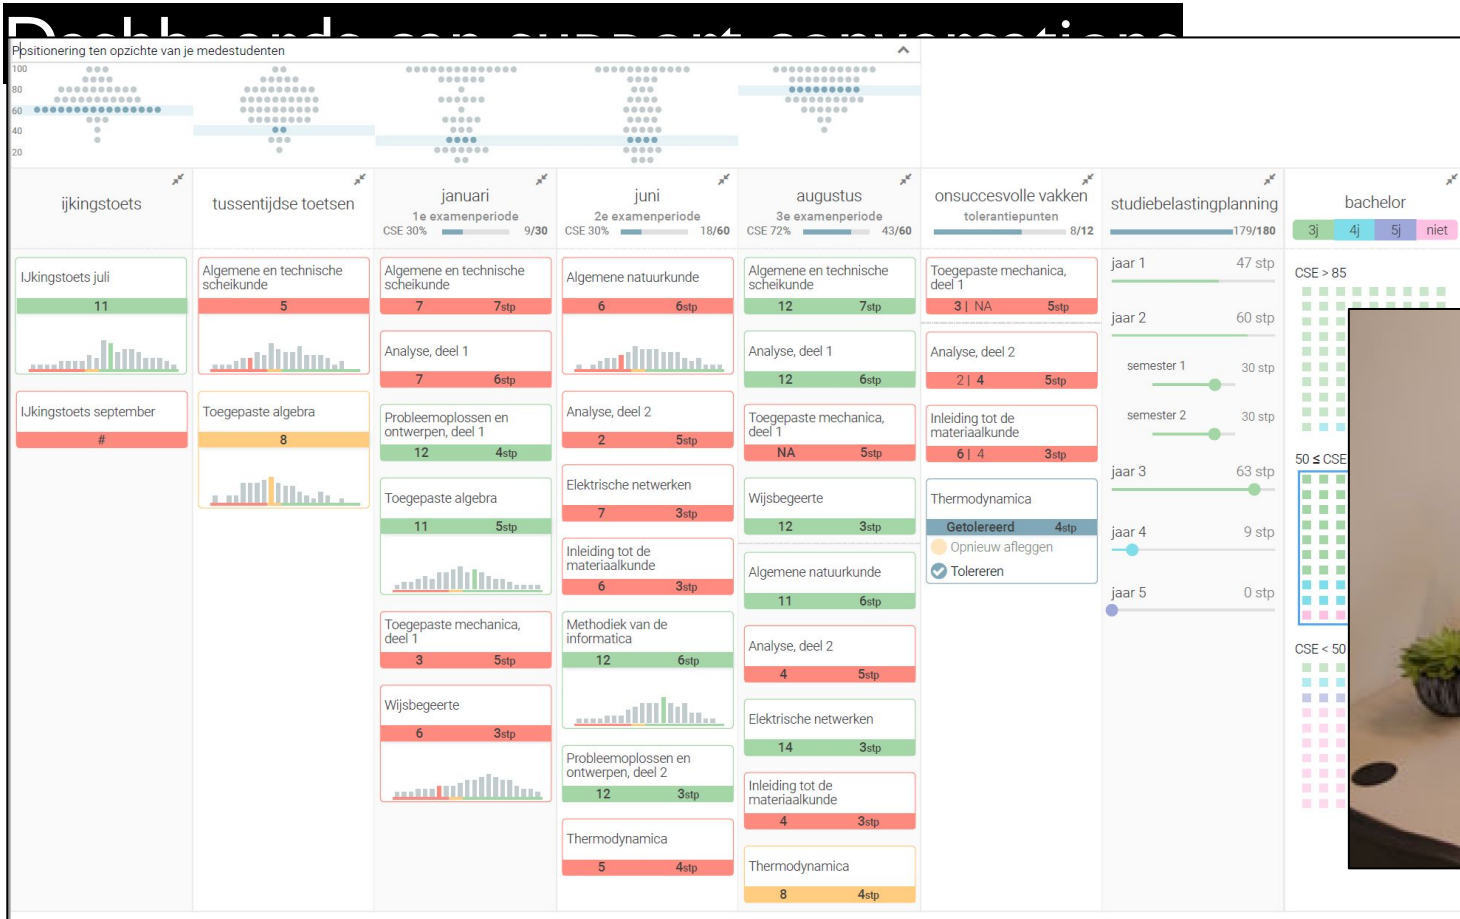 Dashboards can support conversations
Positionering ten opzichte van je medestudenten
100
80
60
40
20
ijkingstoets
tussentijdse toetsen
januari
1e examenperiode
CSE 30% 9/30
juni
2e examenperiode
CSE 30% 18/60
augustus
3e examenperiode
CSE 72% 43/60
onsuccesvolle vakken
tolerantiepunten
8/12
studiebelastingplanning
179/180
bachelor
3j 4j 5j niet
IJkingstoets juli
11
IJkingstoets september
#
Algemene en technische
scheikunde
5
Toegepaste algebra
8
Algemene en technische
scheikunde
7 7stp
Analyse, deel 1
7 6stp
Probleemoplossen en
ontwerpen, deel 1
12 4stp
Toegepaste algebra
11 5stp
Toegepaste mechanica,
deel 1
3 5stp
Wijsbegeerte
6 3stp
Algemene natuurkunde
6 6stp
Analyse, deel 2
2 5stp
Elektrische netwerken
7 3stp
Inleiding tot de
materiaalkunde
6 3stp
Methodiek van de
informatica
12 6stp
Probleemoplossen en
ontwerpen, deel 2
12 3stp
Thermodynamica
5 4stp
Algemene en technische
scheikunde
12 7stp
Analyse, deel 1
12 6stp
Toegepaste mechanica,
deel 1
NA 5stp
Wijsbegeerte
12 3stp
Algemene natuurkunde
11 6stp
Analyse, deel 2
4 5stp
Elektrische netwerken
14 3stp
Inleiding tot de
materiaalkunde
4 3stp
Thermodynamica
8 4stp
Toegepaste mechanica,
deel 1
3 | NA 5stp
Analyse, deel 2
2 | 4 5stp
Inleiding tot de
materiaalkunde
6 | 4 3stp
Thermodynamica
Getolereerd 4stp
Opnieuw afleggen
Tolereren
jaar 1 47 stp
jaar 2 60 stp
semester 1 30 stp
semester 2 30 stp
jaar 3 63 stp
jaar 4 9 stp
jaar 5 0 stp
CSE > 85
50 ≤ CSE
CSE < 50